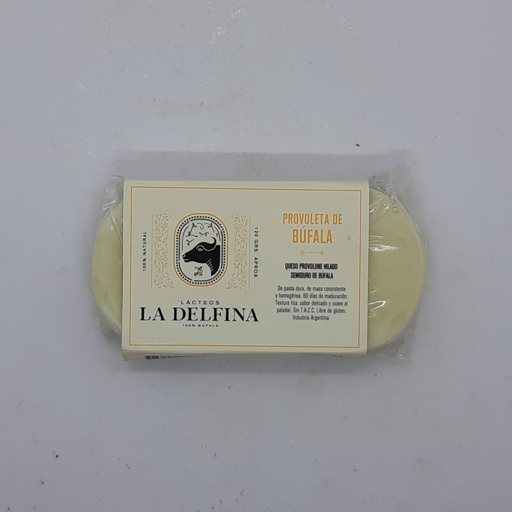 100% NATURAL
120 GRS. APROX
LÁCTEOS
LA DELFINA
100% BÚFALA
PROVOLETA DE
BÚFALA
QUESO PROVOLONE HILADO
SEMIDURO DE BÚFALA
De pasta dura, de masa consistente
y homogénea. 60 días de maduración.
Textura lisa, sabor delicado y suave al
paladar. Sin T.A.C.C. Libre de gluten.
Industria Argentina.